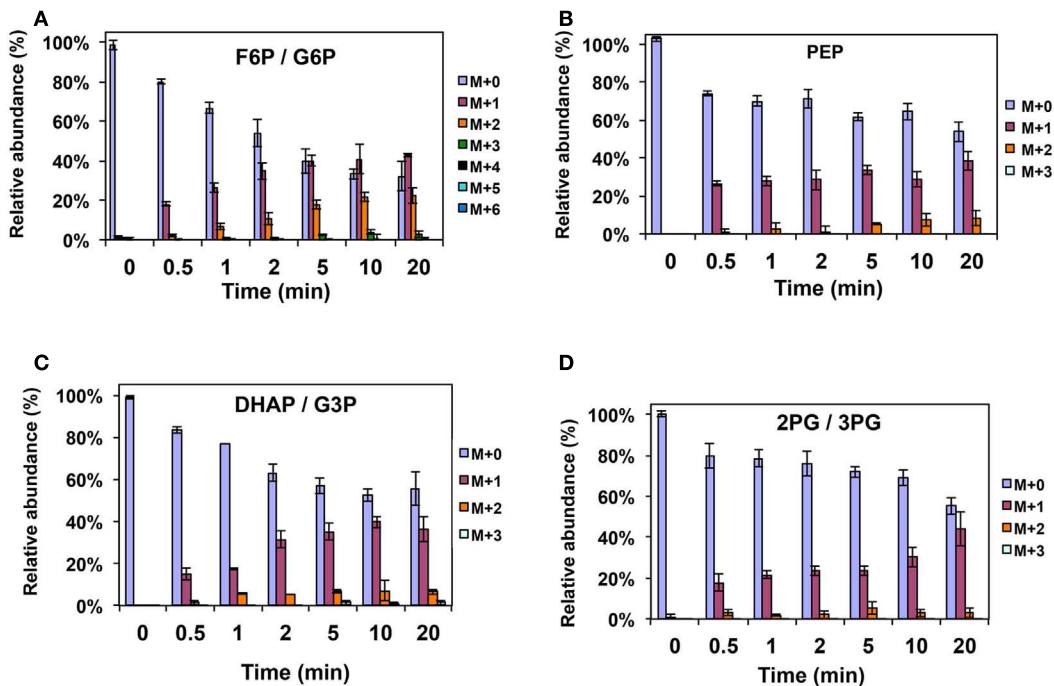 A
F6P / G6P
Relative abundance (%)
100%
80%
60%
40%
20%
0%
0 0.5 1 2 5 10 20
Time (min)
M+0
M+1
M+2
M+3
M+4
M+5
M+6
B
PEP
Relative abundance (%)
100%
80%
60%
40%
20%
0%
0 0.5 1 2 5 10 20
Time (min)
M+0
M+1
M+2
M+3
C
DHAP / G3P
Relative abundance (%)
100%
80%
60%
40%
20%
0%
0 0.5 1 2 5 10 20
Time (min)
M+0
M+1
M+2
M+3
D
2PG / 3PG
Relative abundance (%)
100%
80%
60%
40%
20%
0%
0 0.5 1 2 5 10 20
Time (min)
M+0
M+1
M+2
M+3